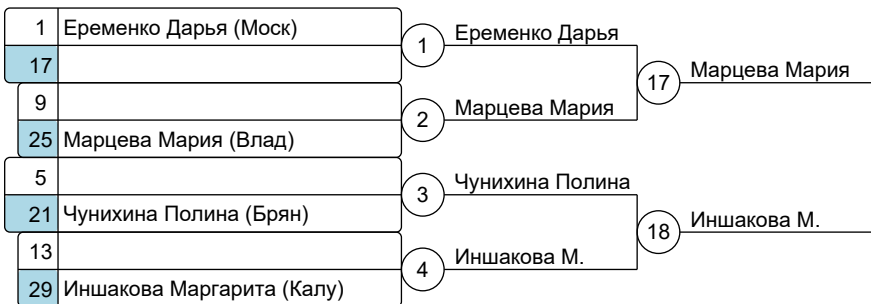 1 Еременко Дарья (Моск)
17
1
Еременко Дарья
9
25 Марцева Мария (Влад)
2
Марцева Мария
17
Марцева Мария
5
21 Чунихина Полина (Брян)
3
Чунихина Полина
13
29 Иншакова Маргарита (Калу)
4
Иншакова М.
18
Иншакова М.